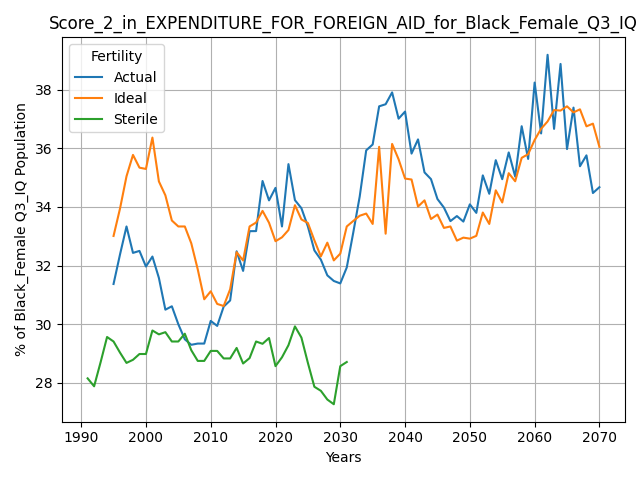 Score_2_in_EXPENDITURE_FOR_FOREIGN_AID_for_Black_Female_Q3_IQ
Fertility
Actual
Ideal
Sterile
% of Black_Female Q3_IQ Population
38
36
34
32
30
28
1990 2000 2010 2020 2030 2040 2050 2060 2070
Years